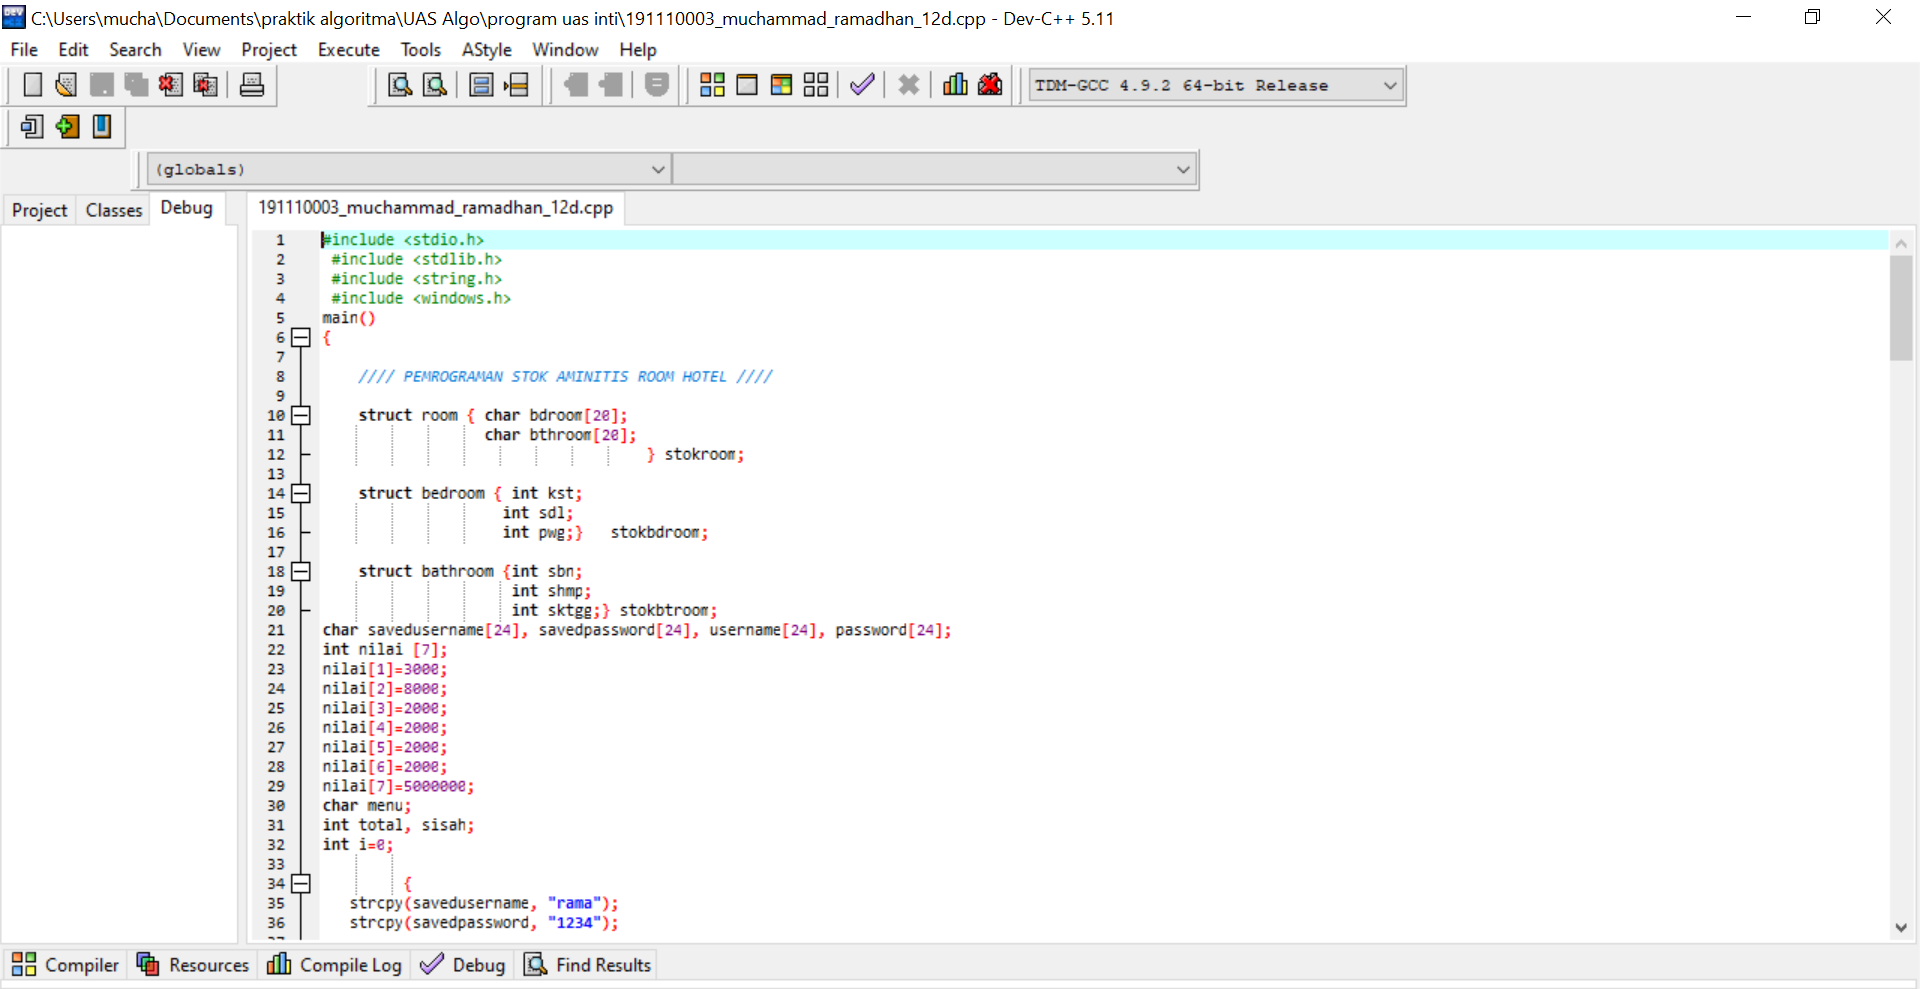 C:\Users\mucha\Documents\praktik algoritma\UAS Algo\program uas inti\191110003_muchammad_ramadhan_12d.cpp - Dev-C++ 5.11
File Edit Search View Project Execute Tools AStyle Window Help
TDM-GCC 4.9.2 64-bit Release
(globals)
Project Classes Debug 191110003_muchammad_ramadhan_12d.cpp
1 #include <stdio.h>
2 #include <stdlib.h>
3 #include <string.h>
4 #include <windows.h>
5 main()
6 {
7
8 //// PEMROGRAMAN STOK AMINITIS ROOM HOTEL ////
9
10 struct room { char bdroom[20];
11 char bthroom[20];
12 } stokroom;
13
14 struct bedroom { int kst;
15 int sdl;
16 int pwg;} stokbdroom;
17
18 struct bathroom {int sbn;
19 int shmp;
20 int sktgg;} stokbtroom;
21 char savedusername[24], savedpassword[24], username[24], password[24];
22 int nilai [7];
23 nilai[1]=3000;
24 nilai[2]=8000;
25 nilai[3]=2000;
26 nilai[4]=2000;
27 nilai[5]=2000;
28 nilai[6]=2000;
29 nilai[7]=5000000;
30 char menu;
31 int total, sisah;
32 int i=0;
33
34 {
35 strcpy(savedusername, "rama");
36 strcpy(savedpassword, "1234");
Compiler Resources Compile Log Debug Find Results